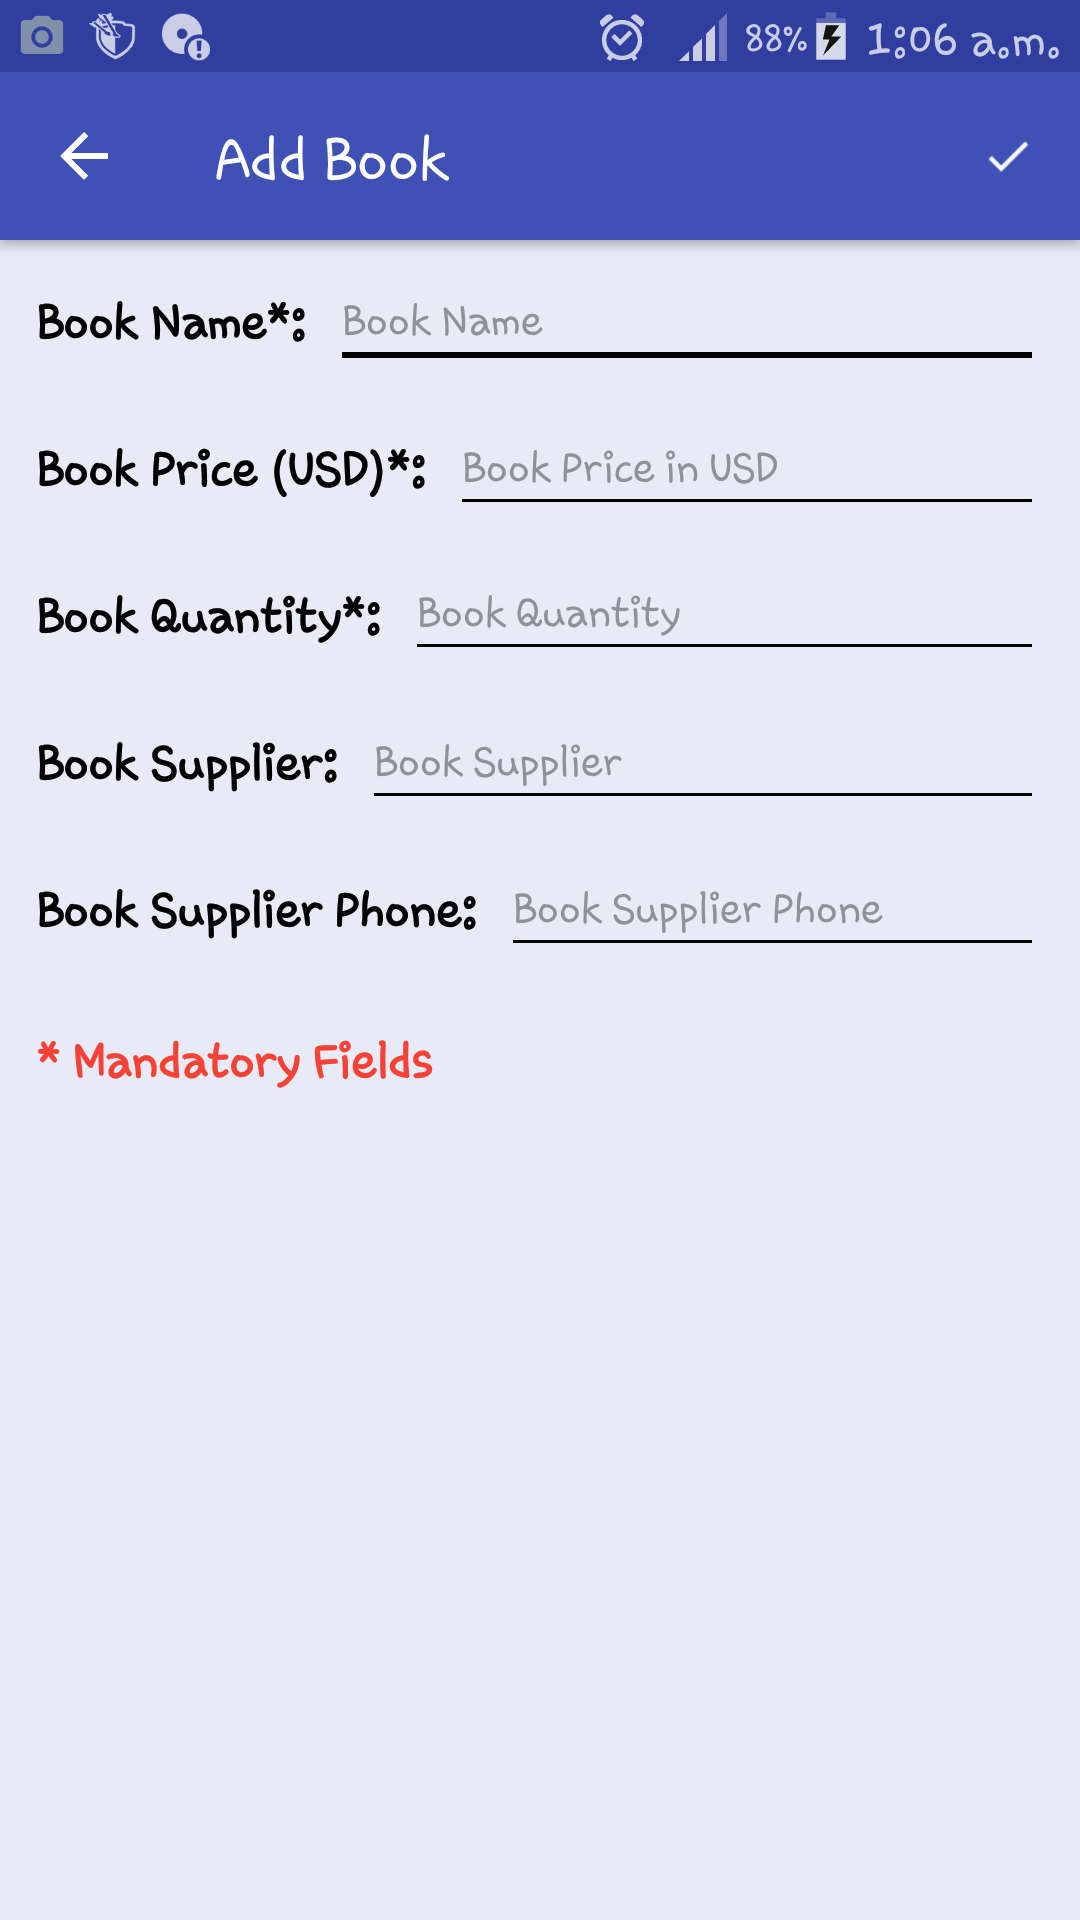 88% 1:06 a.m.
Add Book
Book Name*: Book Name
Book Price (USD)*: Book Price in USD
Book Quantity*: Book Quantity
Book Supplier: Book Supplier
Book Supplier Phone: Book Supplier Phone
* Mandatory Fields